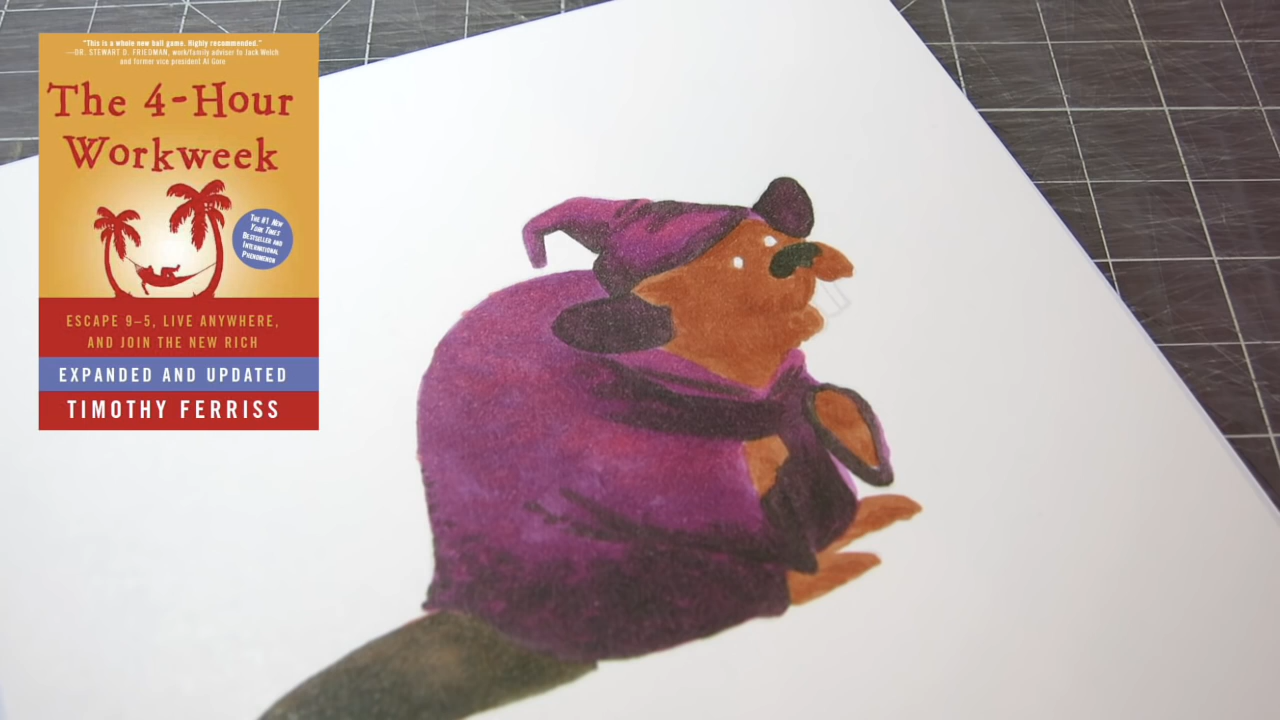 "This is a whole new ball game. Highly recommended."
—DR. STEWART D. FRIEDMAN, work/family advisor to Jack Welch
and former vice president Al Gore
The 4-Hour
Workweek
THE #1 NEW
YORK TIMES
BESTSELLER AND
INTERNATIONAL
PHENOMENON
ESCAPE 9–5, LIVE ANYWHERE,
AND JOIN THE NEW RICH
EXPANDED AND UPDATED
TIMOTHY FERRISS